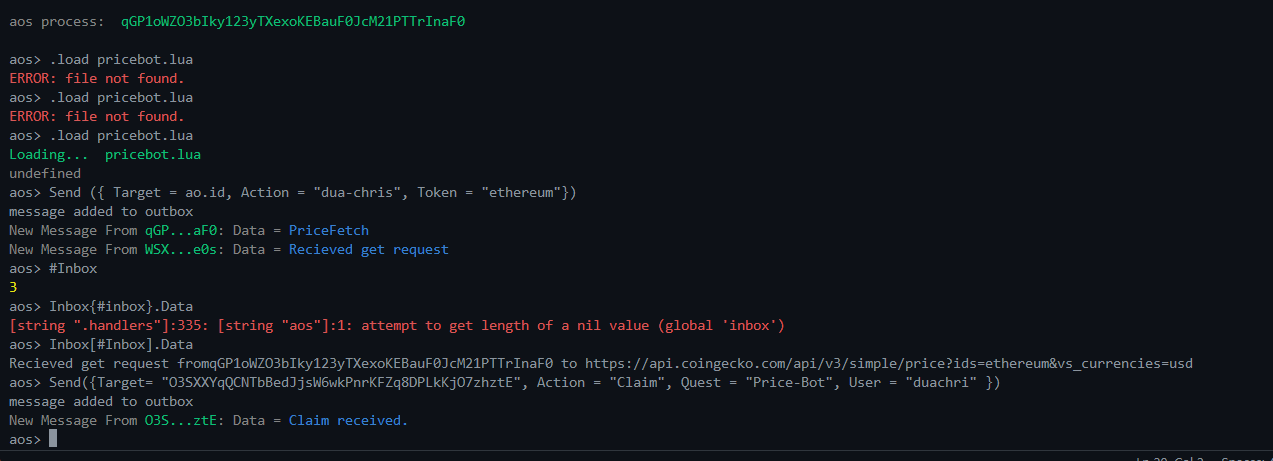 aos process:  qGP1oWZO3bIky123yTXexoKEBauF0JcM21PTTrInaF0
aos> .load pricebot.lua
ERROR: file not found.
aos> .load pricebot.lua
ERROR: file not found.
aos> .load pricebot.lua
Loading...  pricebot.lua
undefined
aos> Send ({ Target = ao.id, Action = "dua-chris", Token = "ethereum"})
message added to outbox
New Message From qGP...aF0: Data = PriceFetch
New Message From WSX...e0s: Data = Recieved get request
aos> #Inbox
3
aos> Inbox{#inbox}.Data
[string ".handlers"]:335: [string "aos"]:1: attempt to get length of a nil value (global 'inbox')
aos> Inbox[#Inbox].Data
Recieved get request fromqGP1oWZO3bIky123yTXexoKEBauF0JcM21PTTrInaF0 to https://api.coingecko.com/api/v3/simple/price?ids=ethereum&vs_currencies=usd
aos> Send({Target= "O3SXXYqQCNTbBedJjsW6wkPnrKFZq8DPLkKjO7zhztE", Action = "Claim", Quest = "Price-Bot", User = "duachri" })
message added to outbox
New Message From O3S...ztE: Data = Claim received.
aos>